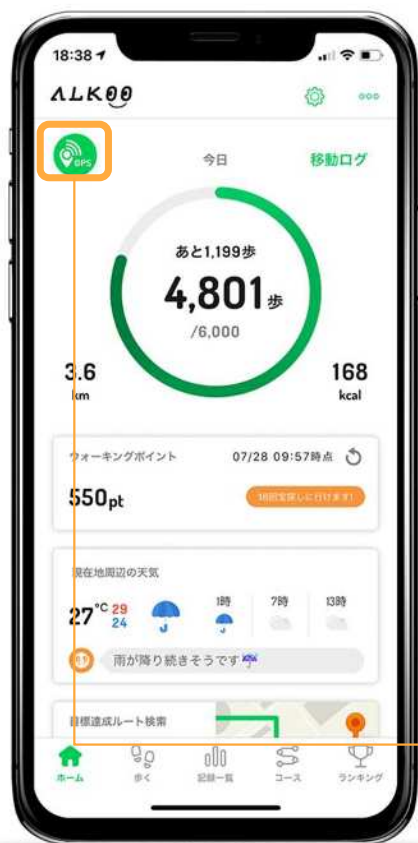 18:38
ALKOO
GPS
今日
移動ログ
あと1,199歩
4,801歩
/6,000
3.6
km
168
kcal
ウォーキングポイント
07/28 09:57時点
550pt
現在地周辺の天気
27℃
29
24
1時
7時
13時
雨が降り続きそうです
目標達成ルート検索
ホーム
歩く
記録一覧
コース
ランキング